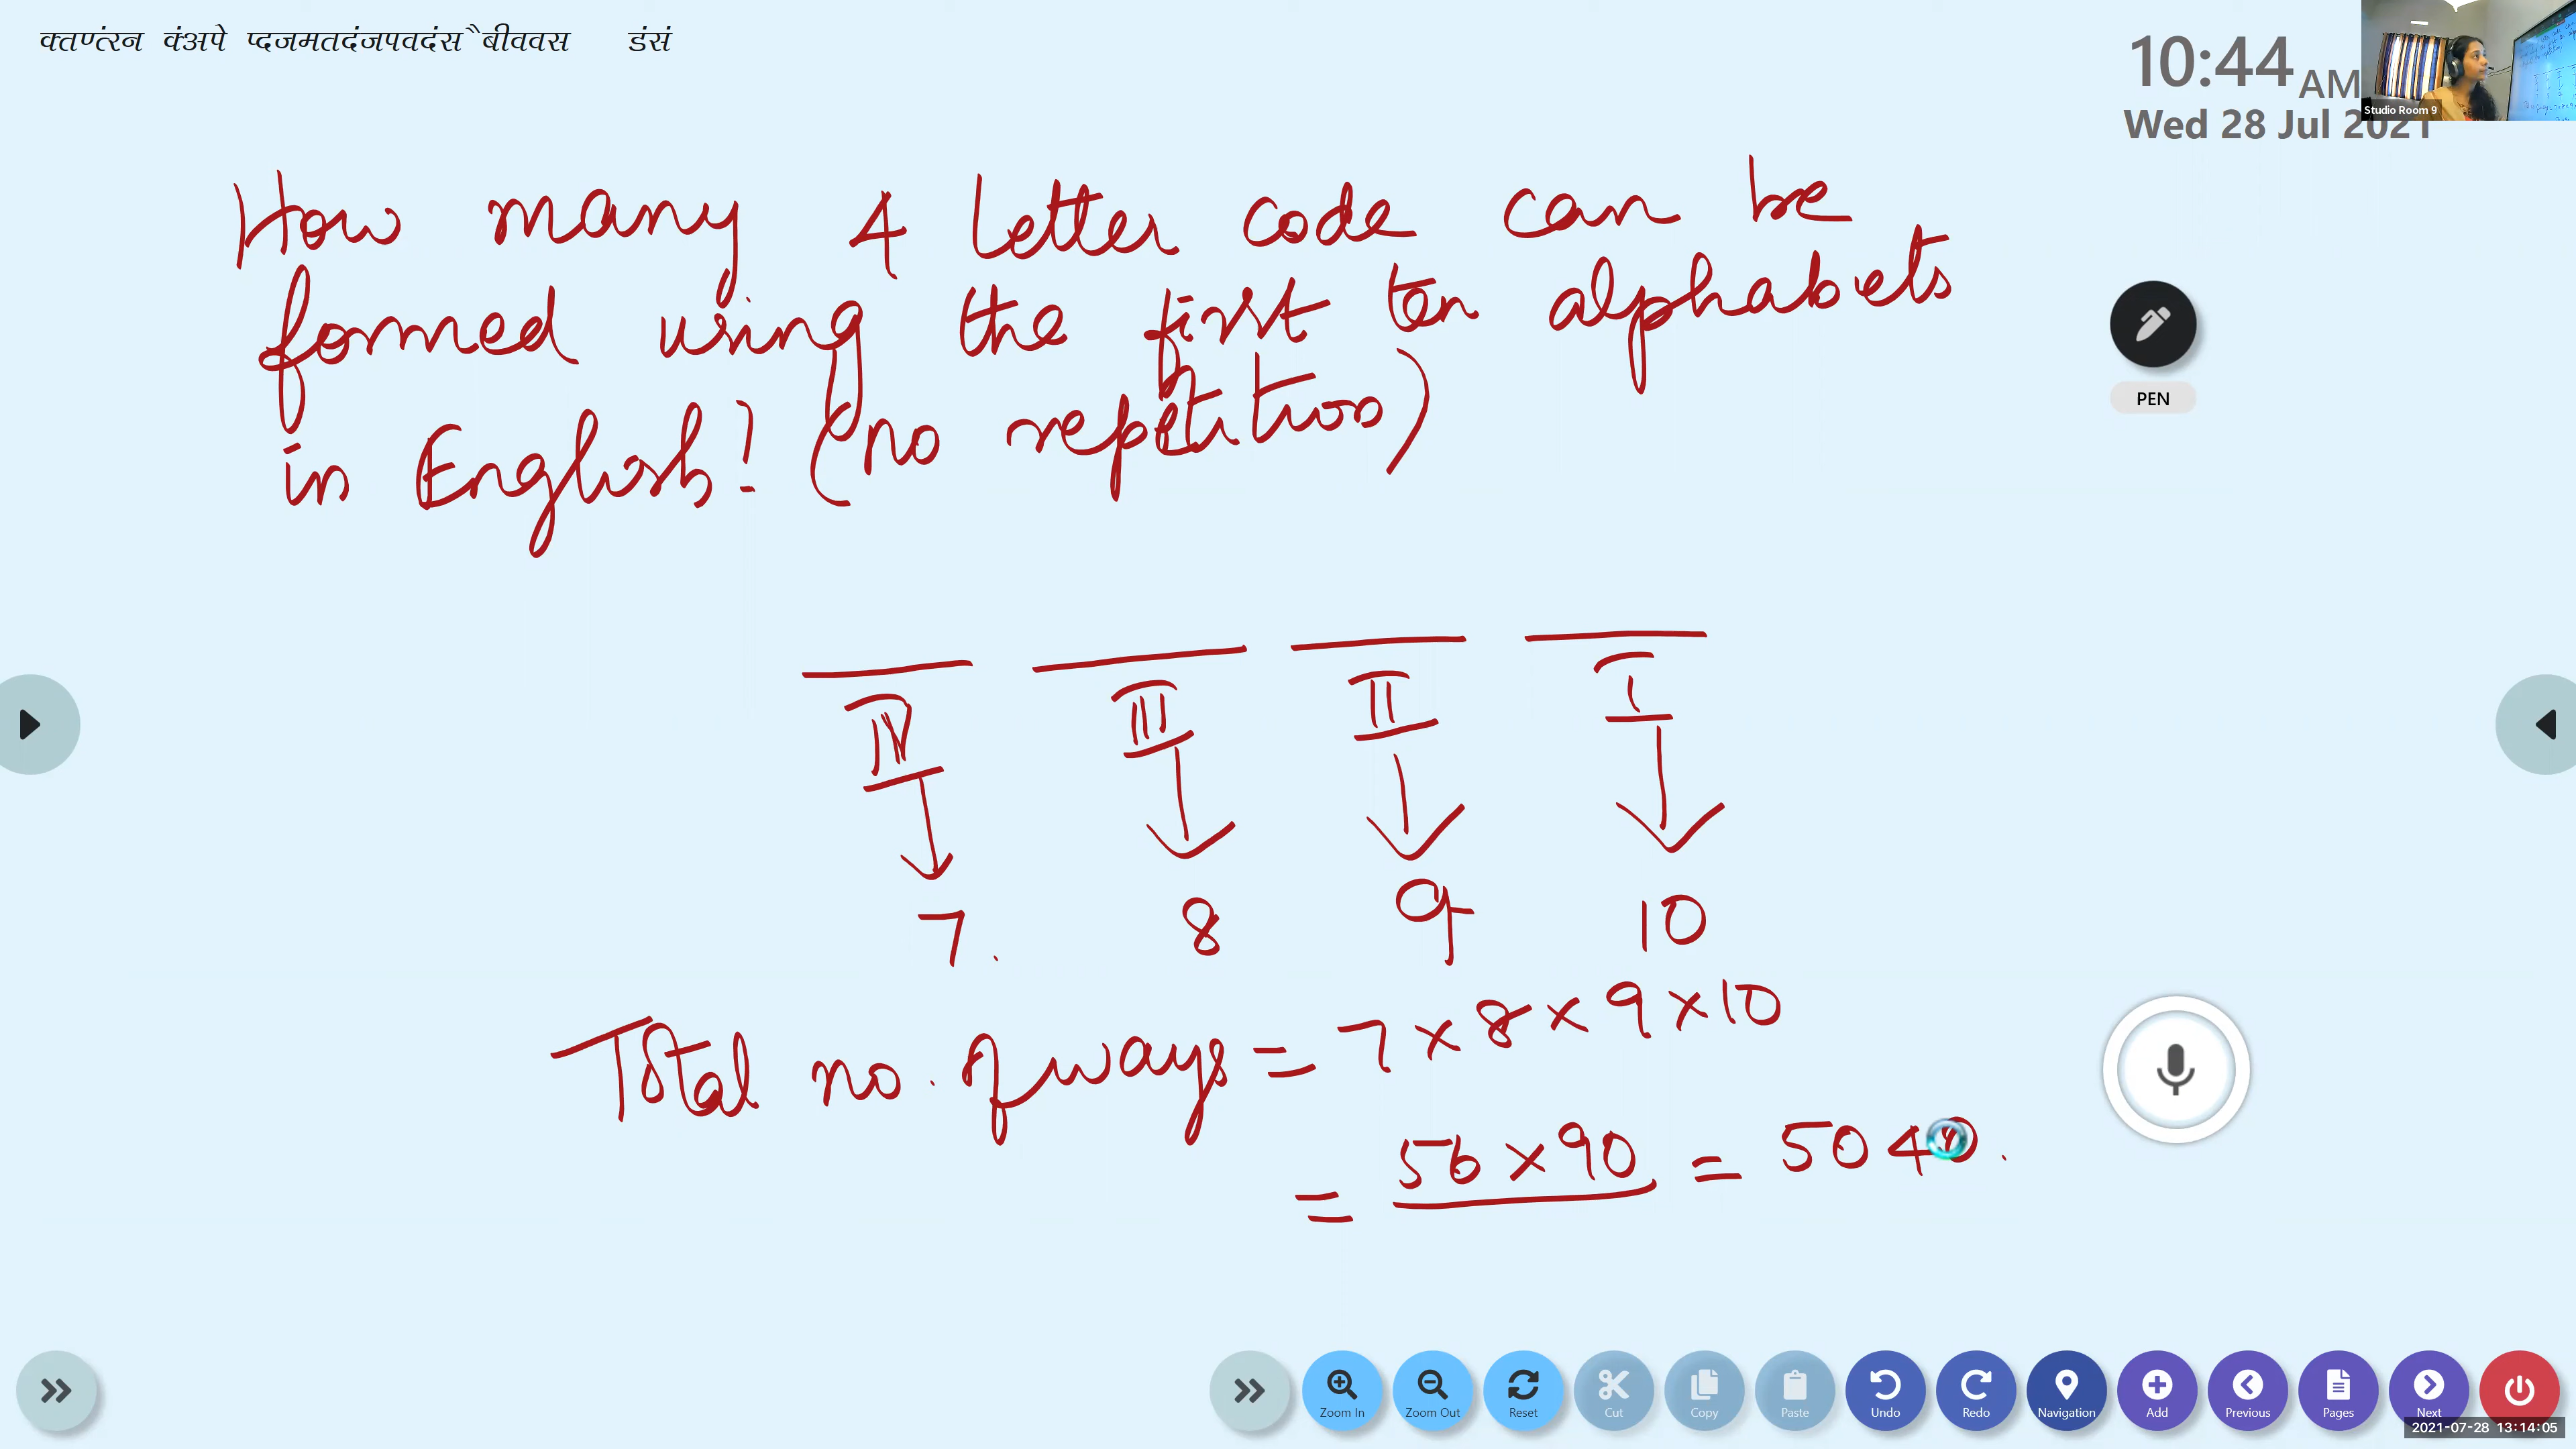 क्तण्त्ंरन क्ंअपे प्दजमतदंजपवदंस ैबीववस डंसं
10:44 AM
Wed 28 Jul 2021
Studio Room 9
How many 4 letter code can be
formed using the first ten alphabets
in English? (no repetition)
PEN
IV III II I
7. 8 9 10
Total no. of ways = 7 × 8 × 9 × 10
= 56 × 90 = 5040.
Zoom In Zoom Out Reset Cut Copy Paste Undo Redo Navigation Add Previous Pages Next
2021-07-28 13:14:05